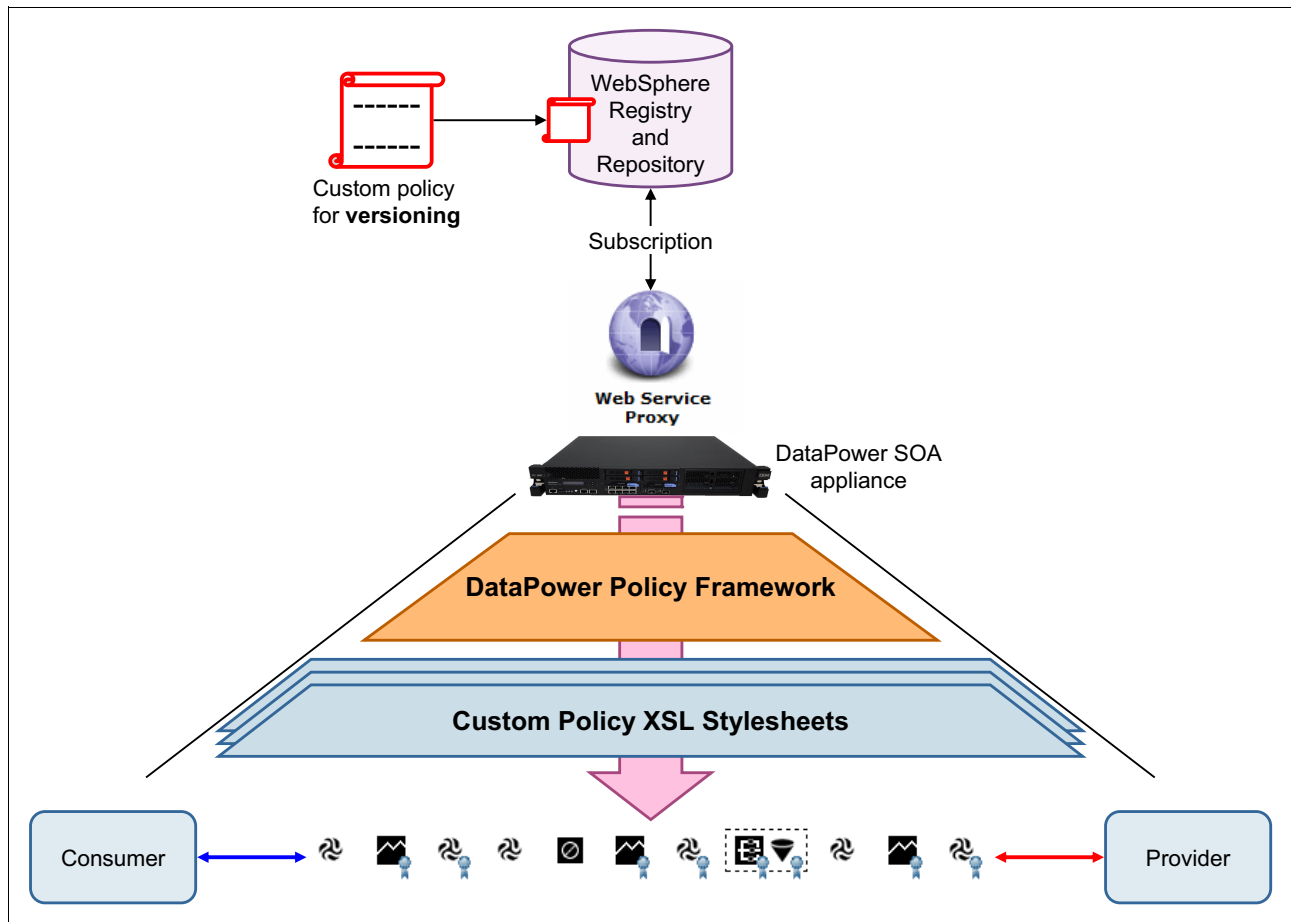 WebSphere
Registry
and
Repository
------
------
Custom policy
for versioning
Subscription
Web Service
Proxy
DataPower SOA
appliance
DataPower Policy Framework
Custom Policy XSL Stylesheets
Consumer
Provider